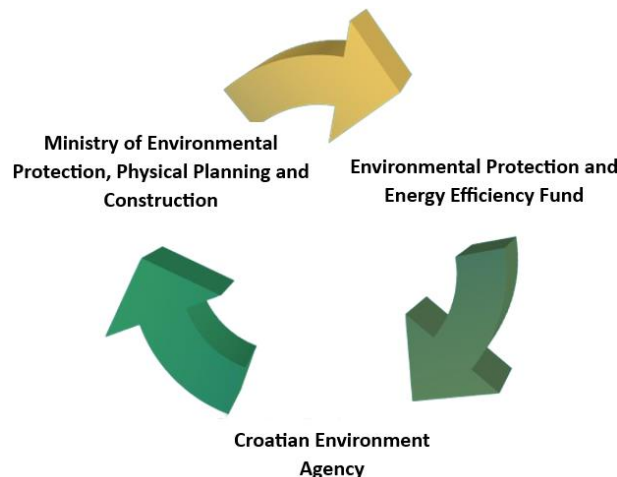 Ministry of Environmental
Protection, Physical Planning and
Construction
Environmental Protection and
Energy Efficiency Fund
Croatian Environment
Agency